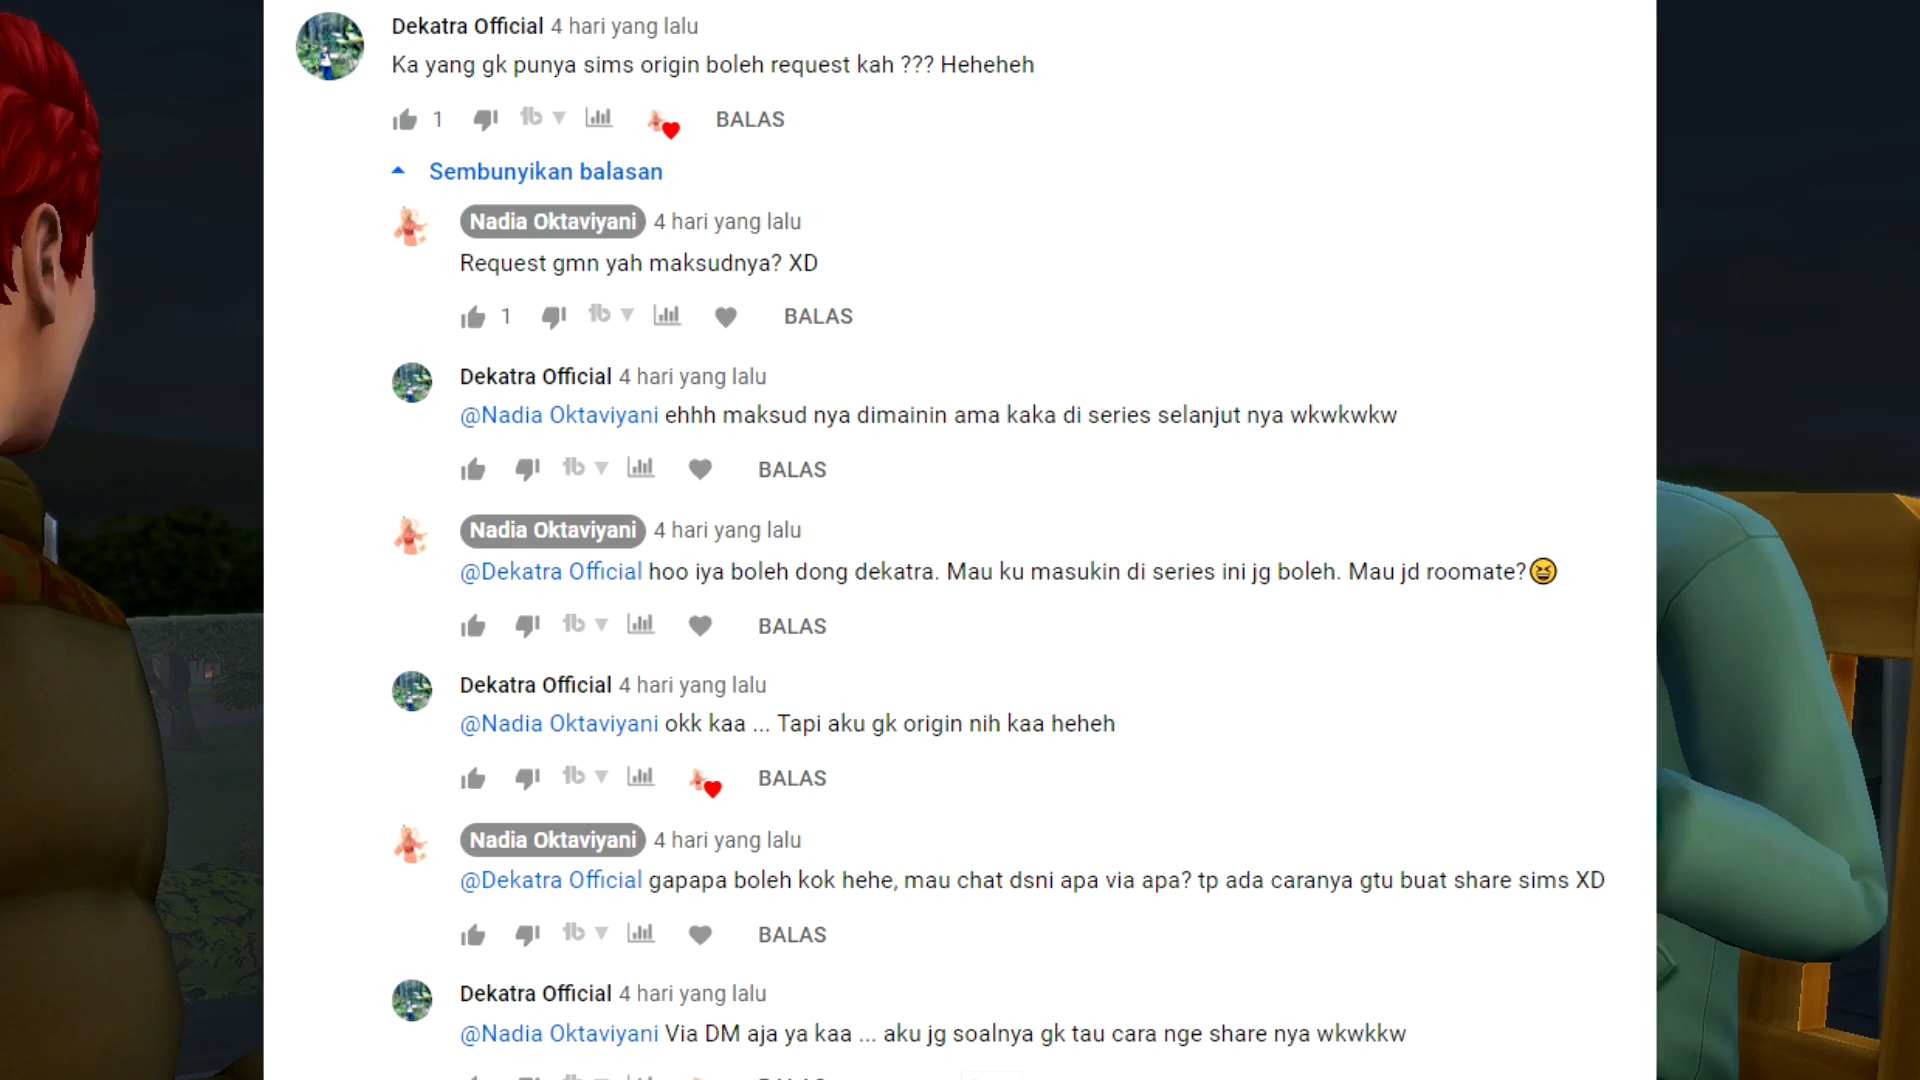 Dekatra Official 4 hari yang lalu
Ka yang gk punya sims origin boleh request kah ??? Heheheh
1 BALAS
Sembunyikan balasan
Nadia Oktaviyani 4 hari yang lalu
Request gmn yah maksudnya? XD
1 BALAS
Dekatra Official 4 hari yang lalu
@Nadia Oktaviyani ehhh maksud nya dimainin ama kaka di series selanjut nya wkwkwkw
BALAS
Nadia Oktaviyani 4 hari yang lalu
@Dekatra Official hoo iya boleh dong dekatra. Mau ku masukin di series ini jg boleh. Mau jd roomate?😆
BALAS
Dekatra Official 4 hari yang lalu
@Nadia Oktaviyani okk kaa ... Tapi aku gk origin nih kaa heheh
BALAS
Nadia Oktaviyani 4 hari yang lalu
@Dekatra Official gapapa boleh kok hehe, mau chat dsni apa via apa? tp ada caranya gtu buat share sims XD
BALAS
Dekatra Official 4 hari yang lalu
@Nadia Oktaviyani Via DM aja ya kaa ... aku jg soalnya gk tau cara nge share nya wkwkkw